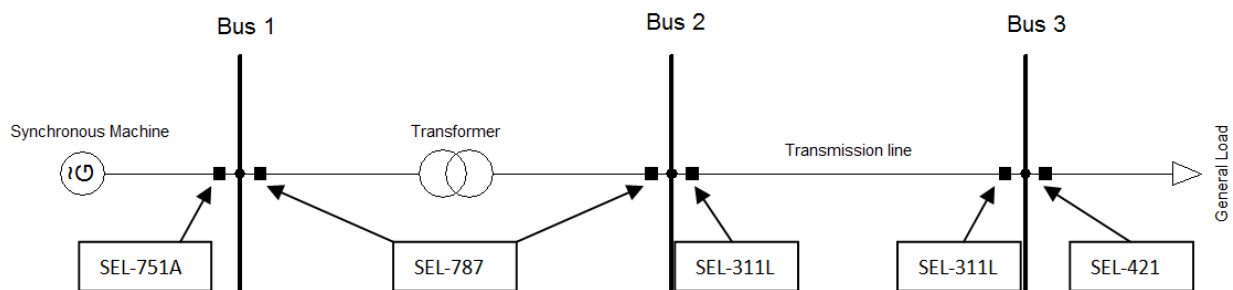 Bus 1
Bus 2
Bus 3
Synchronous Machine
Transformer
Transmission line
G
General Load
SEL-751A
SEL-787
SEL-311L
SEL-311L
SEL-421